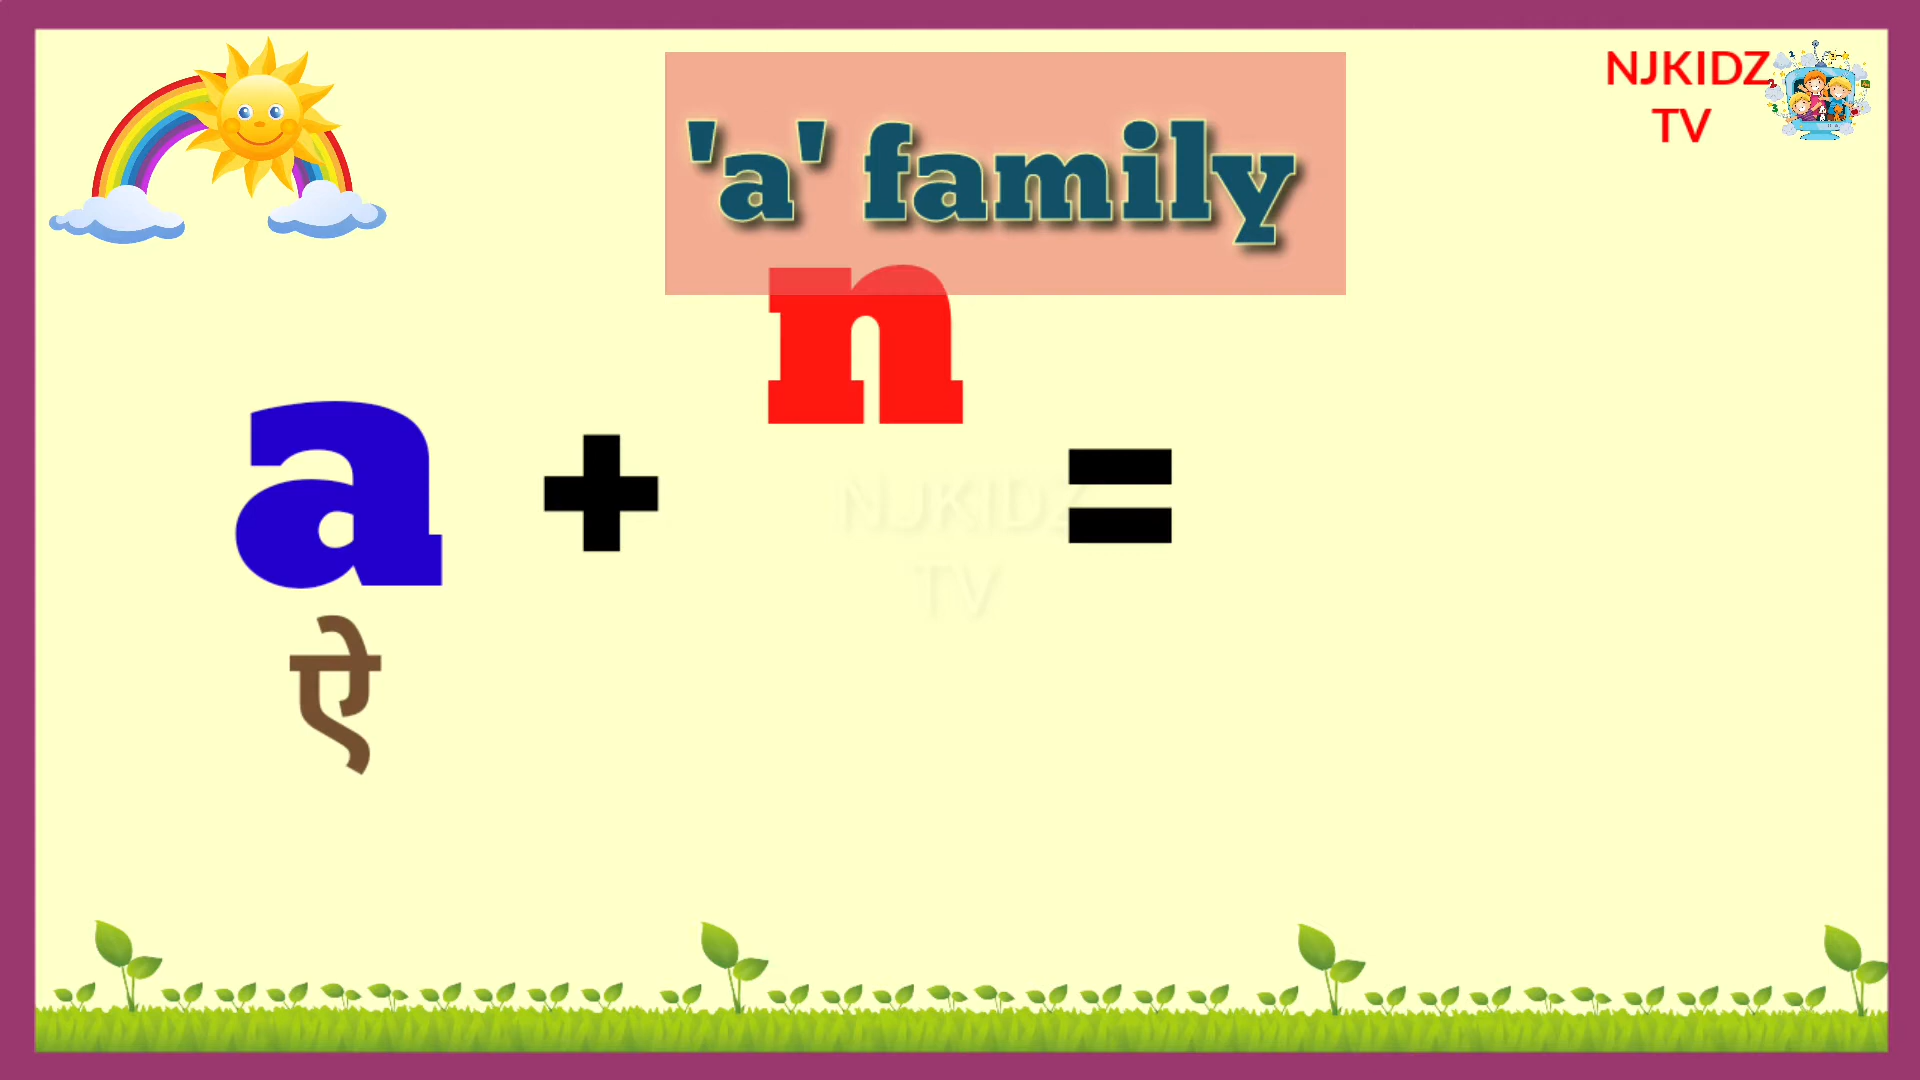 NJKIDZ
TV
'a' family
a + n =
ऐ
NJKIDZ
TV